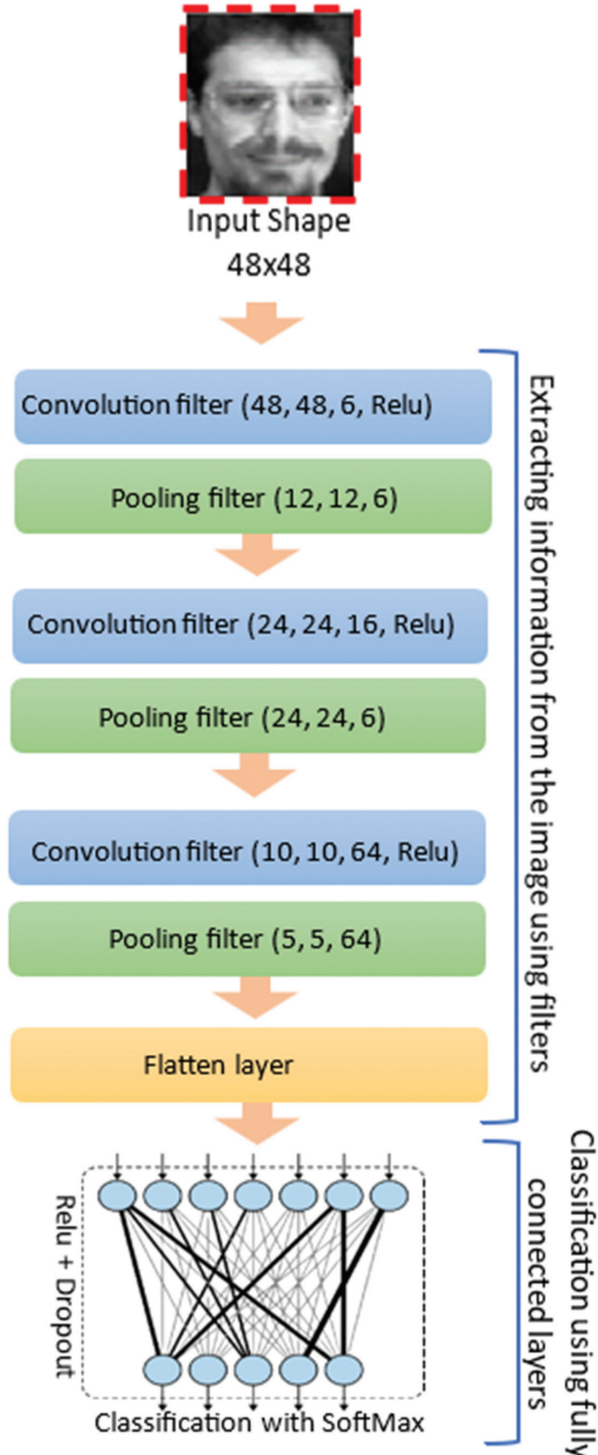 Input Shape
48x48
Convolution filter (48, 48, 6, Relu)
Pooling filter (12, 12, 6)
Convolution filter (24, 24, 16, Relu)
Pooling filter (24, 24, 6)
Convolution filter (10, 10, 64, Relu)
Pooling filter (5, 5, 64)
Flatten layer
Extracting information from the image using filters
Relu + Dropout
Classification with SoftMax
Classification using fully
connected layers